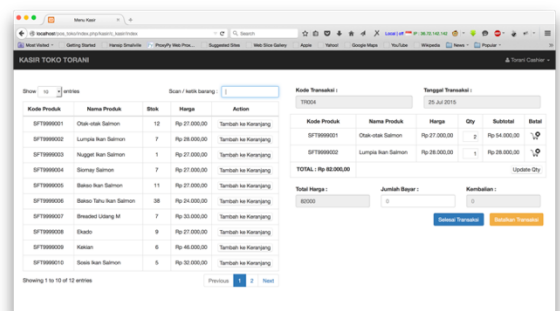 Menu Kasir
localhost/pos_toko/index.php/kasir/c_kasir/index
Search
Most Visited
Getting Started
Hansip Smallville
ProxyPy Web Prox...
Suggested Sites
Web Slice Gallery
Apple
Yahoo!
Google Maps
YouTube
Wikipedia
News
Popular
KASIR TOKO TORANI
Torani Cashier
Show 10 entries
Scan / ketik barang :
Kode Produk Nama Produk Stok Harga Action
SFT9999001 Otak-otak Salmon 12 Rp 27.000,00 Tambah ke Keranjang
SFT9999002 Lumpia Ikan Salmon 7 Rp 28.000,00 Tambah ke Keranjang
SFT9999003 Nugget Ikan Salmon 1 Rp 27.000,00 Tambah ke Keranjang
SFT9999004 Siomay Salmon 7 Rp 27.000,00 Tambah ke Keranjang
SFT9999005 Bakso Ikan Salmon 11 Rp 27.000,00 Tambah ke Keranjang
SFT9999006 Bakso Tahu Ikan Salmon 38 Rp 24.000,00 Tambah ke Keranjang
SFT9999007 Breaded Udang M 7 Rp 33.000,00 Tambah ke Keranjang
SFT9999008 Ekado 9 Rp 27.000,00 Tambah ke Keranjang
SFT9999009 Kekian 6 Rp 46.000,00 Tambah ke Keranjang
SFT9999010 Sosis Ikan Salmon 5 Rp 32.000,00 Tambah ke Keranjang
Showing 1 to 10 of 12 entries
Previous 1 2 Next
Kode Transaksi :
Tanggal Transaksi :
TR004
25 Jul 2015
Kode Produk Nama Produk Harga Qty Subtotal Batal
SFT9999001 Otak-otak Salmon Rp 27.000,00 2 Rp 54.000,00
SFT9999002 Lumpia Ikan Salmon Rp 28.000,00 1 Rp 28.000,00
TOTAL : Rp 82.000,00
Update Qty
Total Harga :
Jumlah Bayar :
Kembalian :
82000
0
0
Selesai Transaksi
Batalkan Transaksi